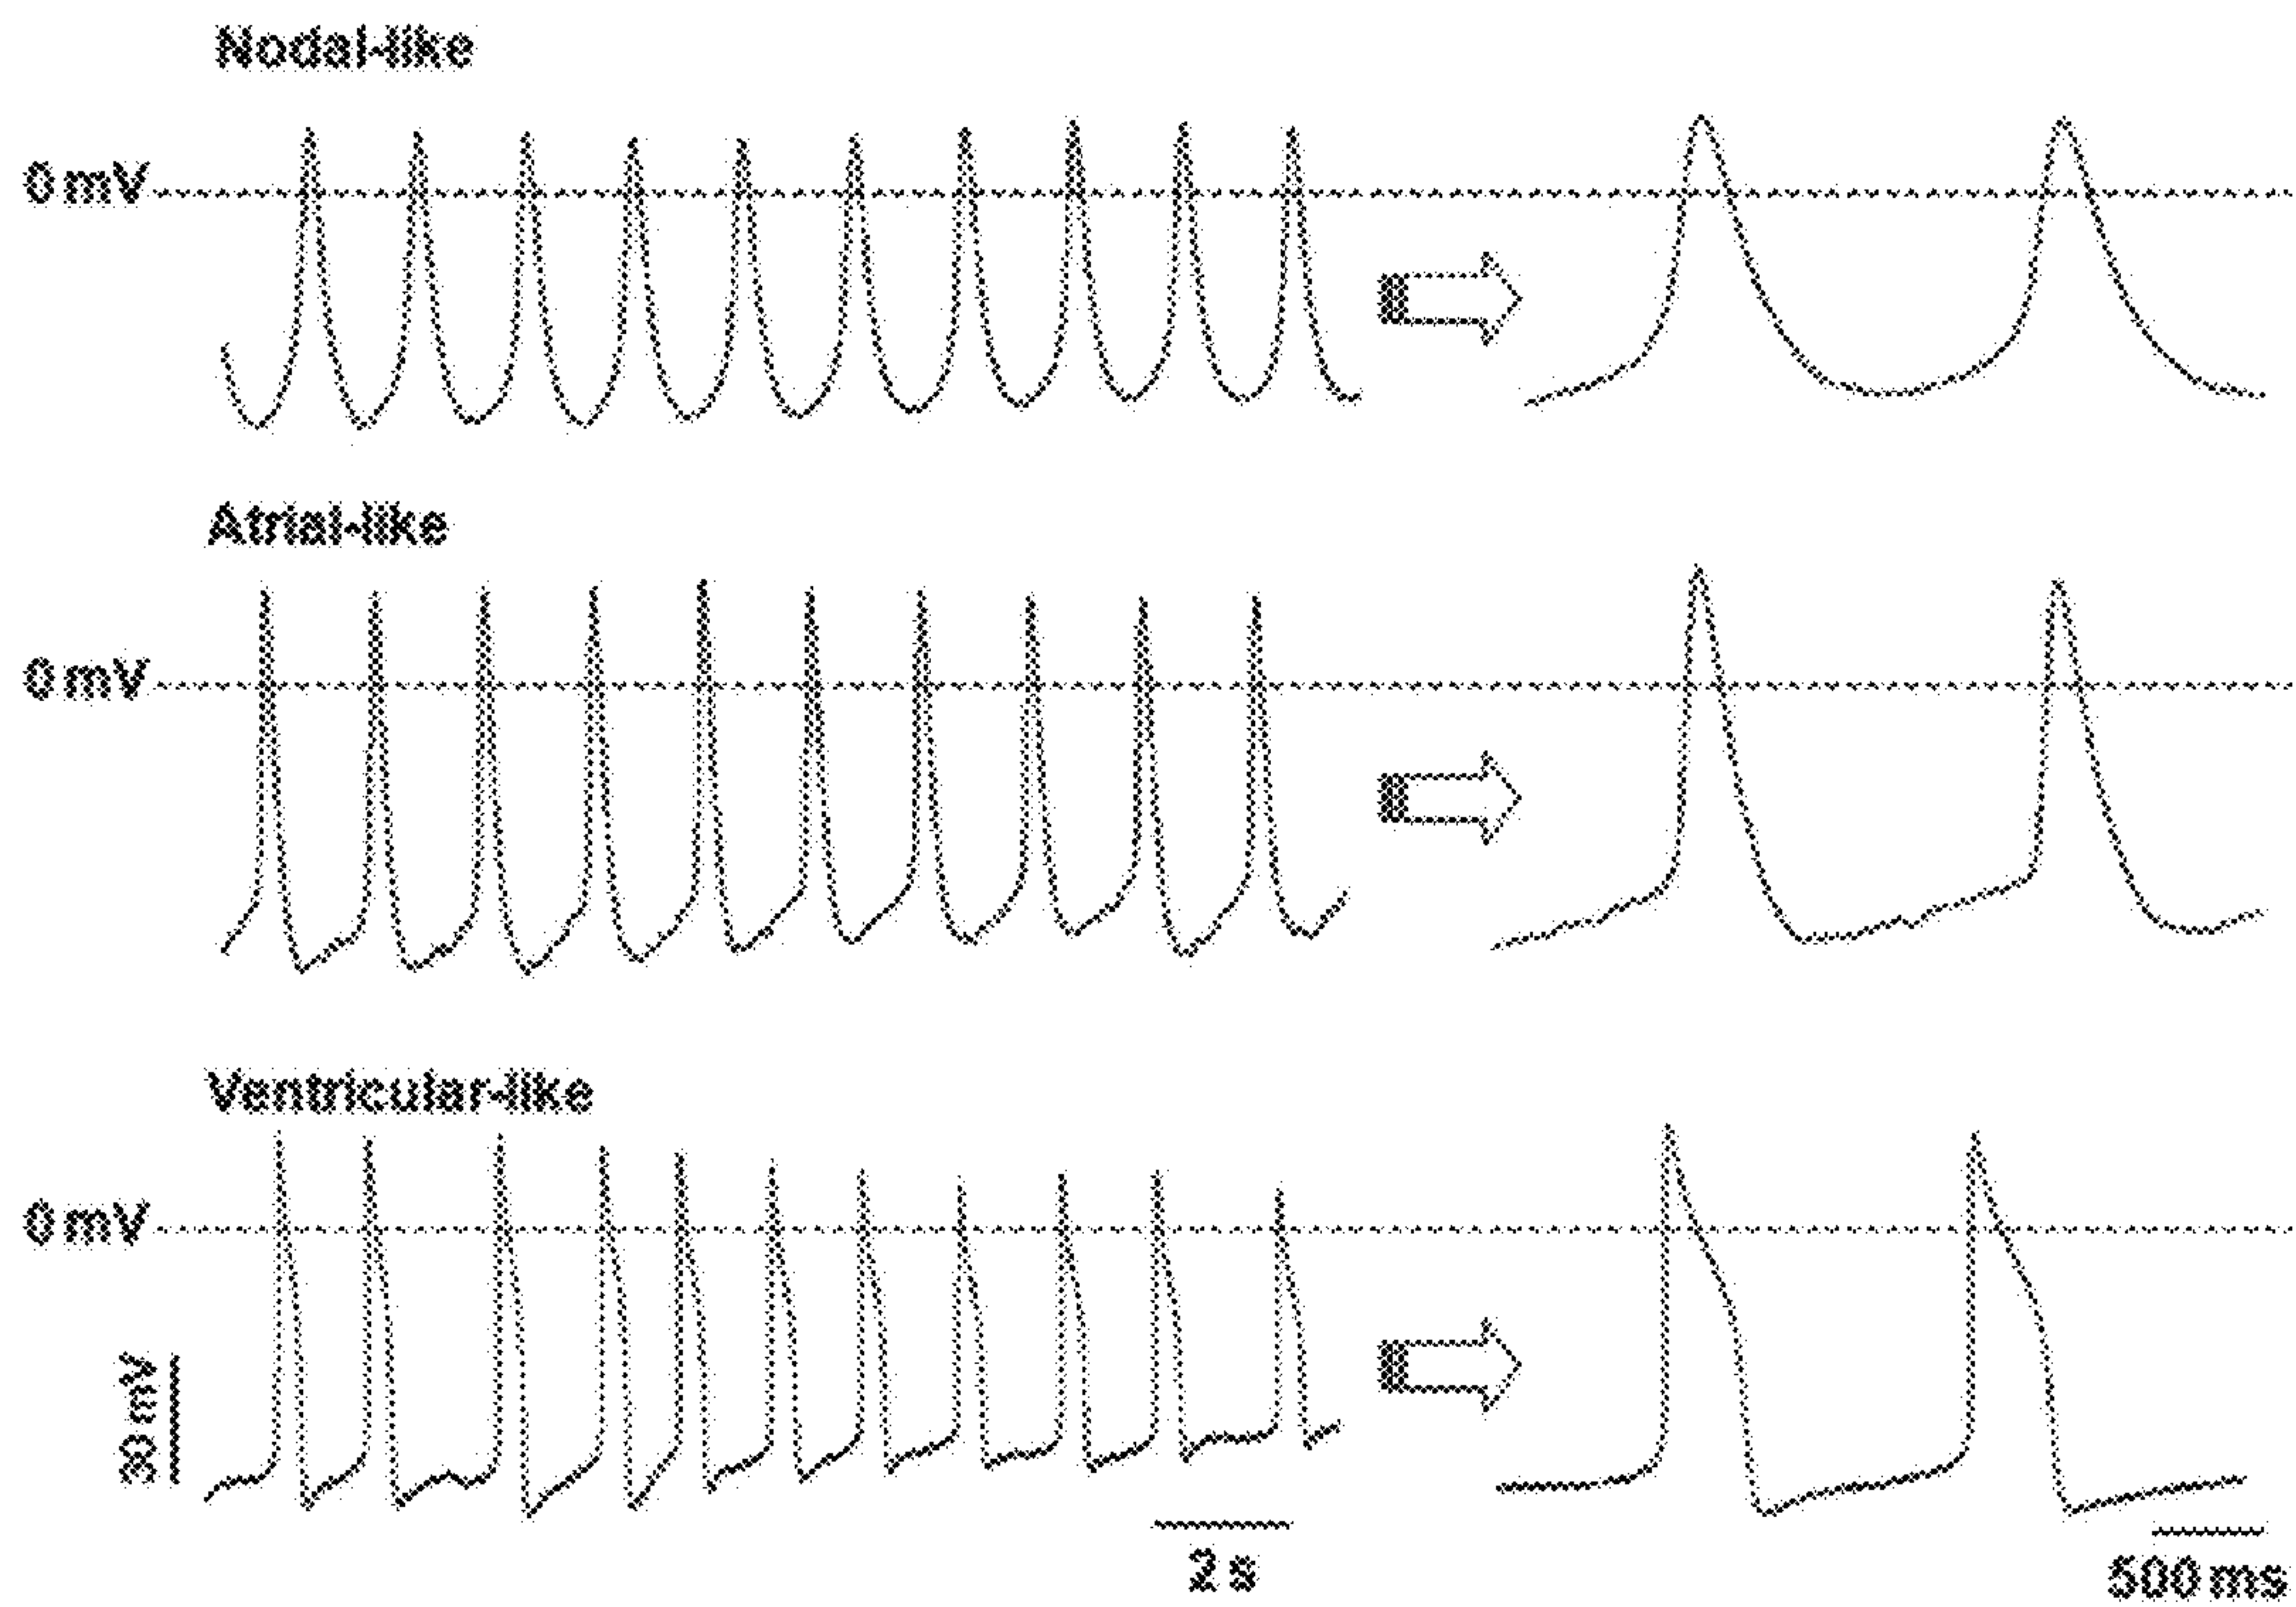 Nodal-like
0 mV
Atrial-like
0 mV
Ventricular-like
0 mV
30 mV
2 s
500 ms